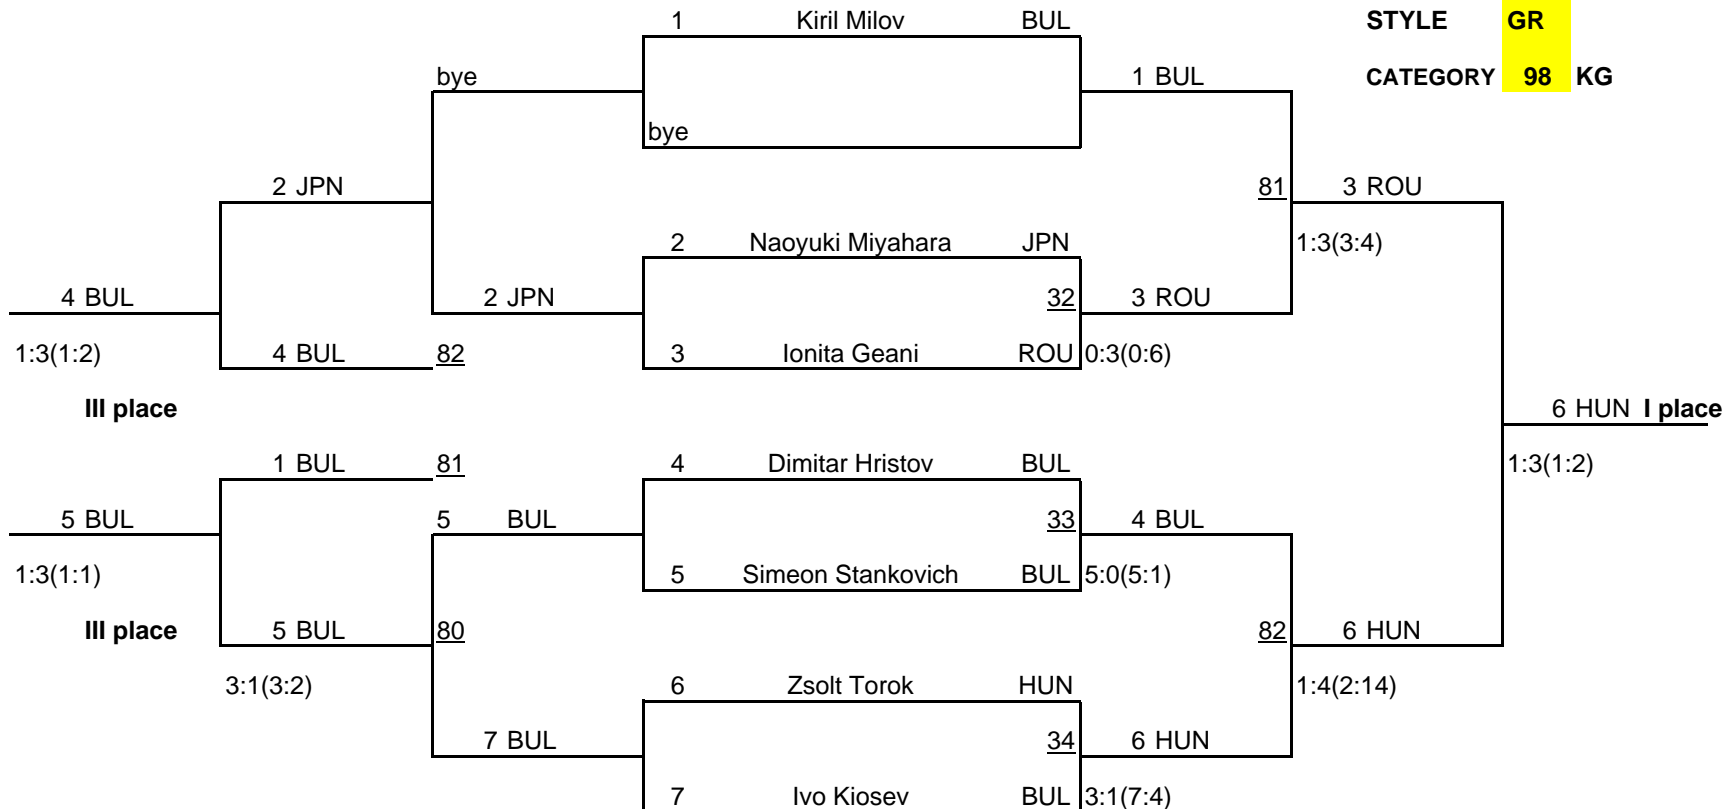 1 Kiril Milov BUL STYLE GR
bye 1 BUL CATEGORY 98 KG
bye
2 JPN 81 3 ROU
2 Naoyuki Miyahara JPN 1:3(3:4)
4 BUL 2 JPN 32 3 ROU
1:3(1:2) 4 BUL 82 3 Ionita Geani ROU 0:3(0:6)
III place 6 HUN I place
1 BUL 81 4 Dimitar Hristov BUL 1:3(1:2)
5 BUL 5 BUL 33 4 BUL
1:3(1:1) 5 Simeon Stankovich BUL 5:0(5:1)
III place 5 BUL 80 82 6 HUN
3:1(3:2) 6 Zsolt Torok HUN 1:4(2:14)
7 BUL 34 6 HUN
7 Ivo Kiosev BUL 3:1(7:4)